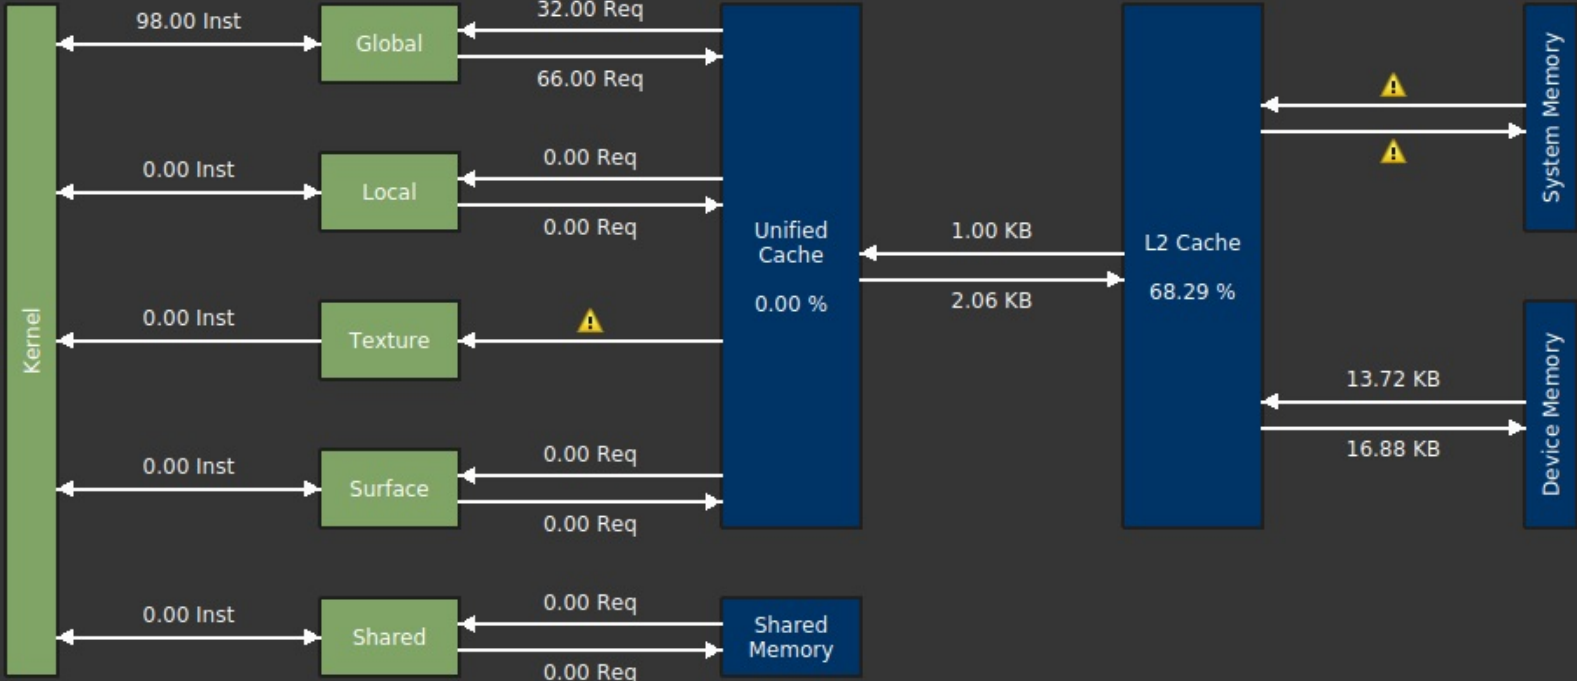 98.00 Inst
Global
32.00 Req
66.00 Req
0.00 Inst
Local
0.00 Req
0.00 Req
Kernel
0.00 Inst
Texture
0.00 Inst
Surface
0.00 Req
0.00 Req
0.00 Inst
Shared
0.00 Req
0.00 Req
Unified
Cache
0.00 %
Shared
Memory
1.00 KB
2.06 KB
L2 Cache
68.29 %
System Memory
13.72 KB
16.88 KB
Device Memory